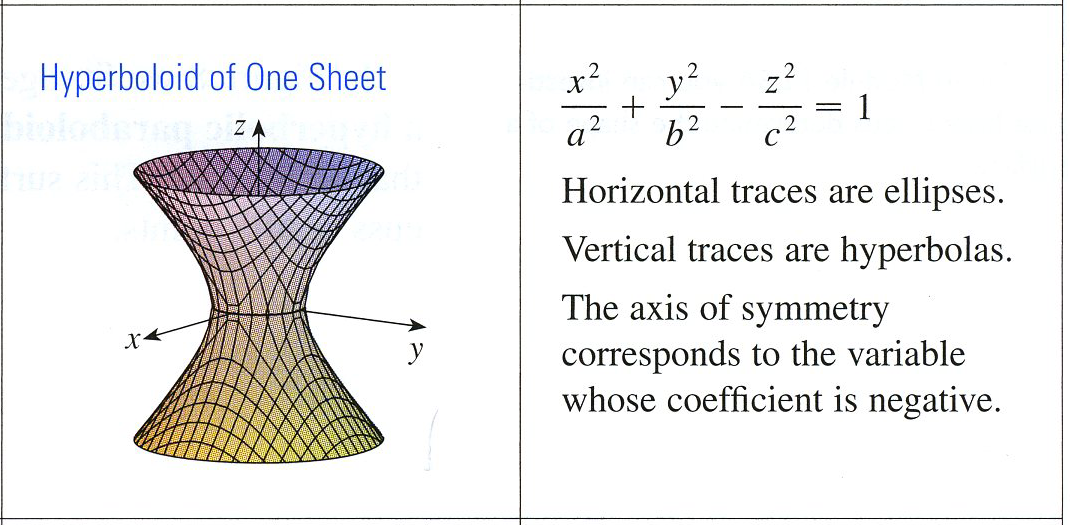 Hyperboloid of One Sheet
z
x
y
x²/a² + y²/b² − z²/c² = 1
Horizontal traces are ellipses.
Vertical traces are hyperbolas.
The axis of symmetry
corresponds to the variable
whose coefficient is negative.